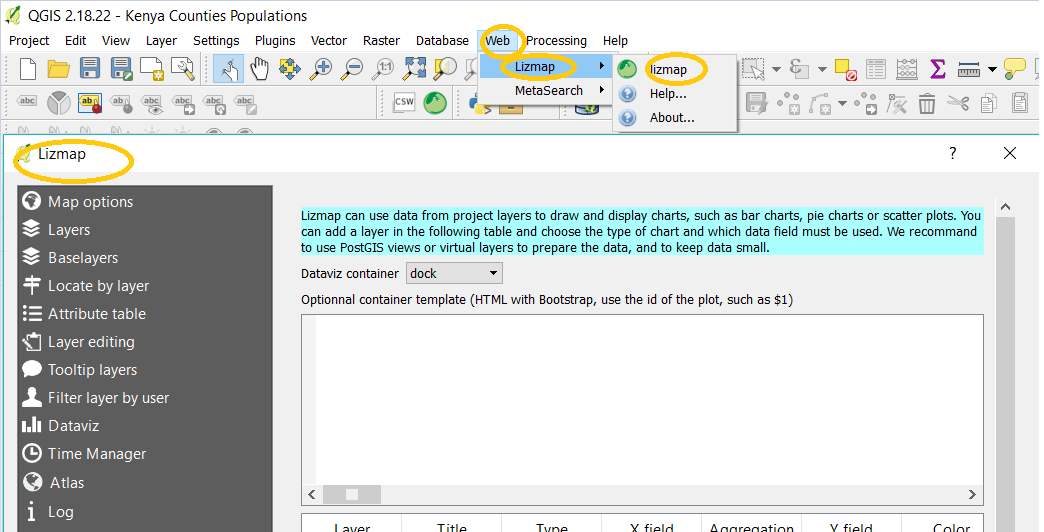 QGIS 2.18.22 - Kenya Counties Populations
Project Edit View Layer Settings Plugins Vector Raster Database Web Processing Help
Lizmap
lizmap
MetaSearch
Help...
About...
1:1
abc
ab
ab
abc
abc
abc
abc
CSW
Lizmap
?
Map options
Layers
Baselayers
Locate by layer
Attribute table
Layer editing
Tooltip layers
Filter layer by user
Dataviz
Time Manager
Atlas
Log
Lizmap can use data from project layers to draw and display charts, such as bar charts, pie charts or scatter plots. You
can add a layer in the following table and choose the type of chart and which data field must be used. We recommand
to use PostGIS views or virtual layers to prepare the data, and to keep data small.
Dataviz container dock
Optionnal container template (HTML with Bootstrap, use the id of the plot, such as $1)
Layer Title Type X field Aggregation Y field Color